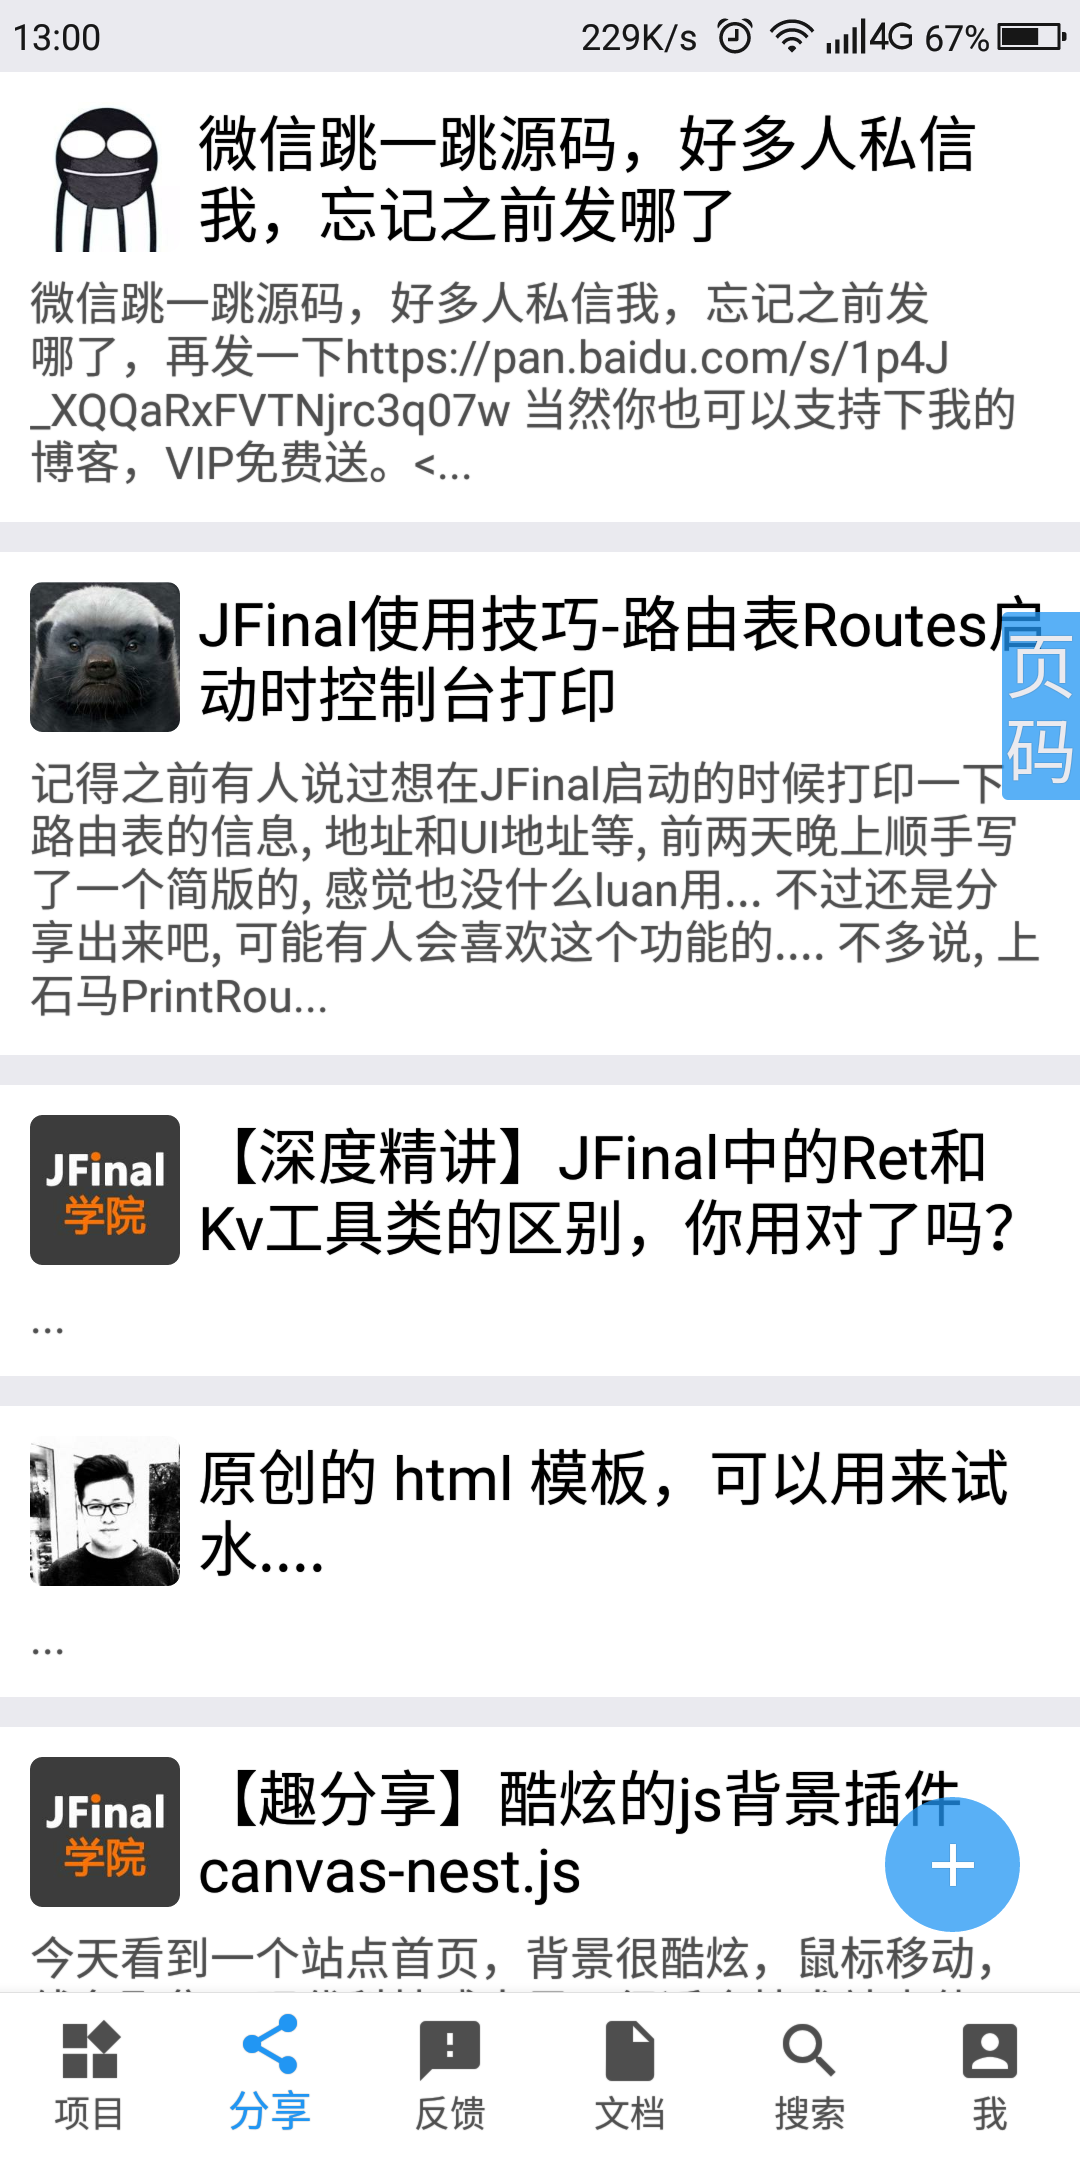 13:00
229K/s 4G 67%
微信跳一跳源码，好多人私信
我，忘记之前发哪了
微信跳一跳源码，好多人私信我，忘记之前发
哪了，再发一下https://pan.baidu.com/s/1p4J
_XQQaRxFVTNjrc3q07w 当然你也可以支持下我的
博客，VIP免费送。<...
JFinal使用技巧-路由表Routes启
动时控制台打印
页
码
记得之前有人说过想在JFinal启动的时候打印一下
路由表的信息, 地址和UI地址等, 前两天晚上顺手写
了一个简版的, 感觉也没什么luan用... 不过还是分
享出来吧, 可能有人会喜欢这个功能的.... 不多说, 上
石马PrintRou...
JFinal
学院
【深度精讲】JFinal中的Ret和
Kv工具类的区别，你用对了吗？
...
原创的 html 模板，可以用来试
水....
...
JFinal
学院
【趣分享】酷炫的js背景插件
canvas-nest.js
今天看到一个站点首页，背景很酷炫，鼠标移动，
项目
分享
反馈
文档
搜索
我